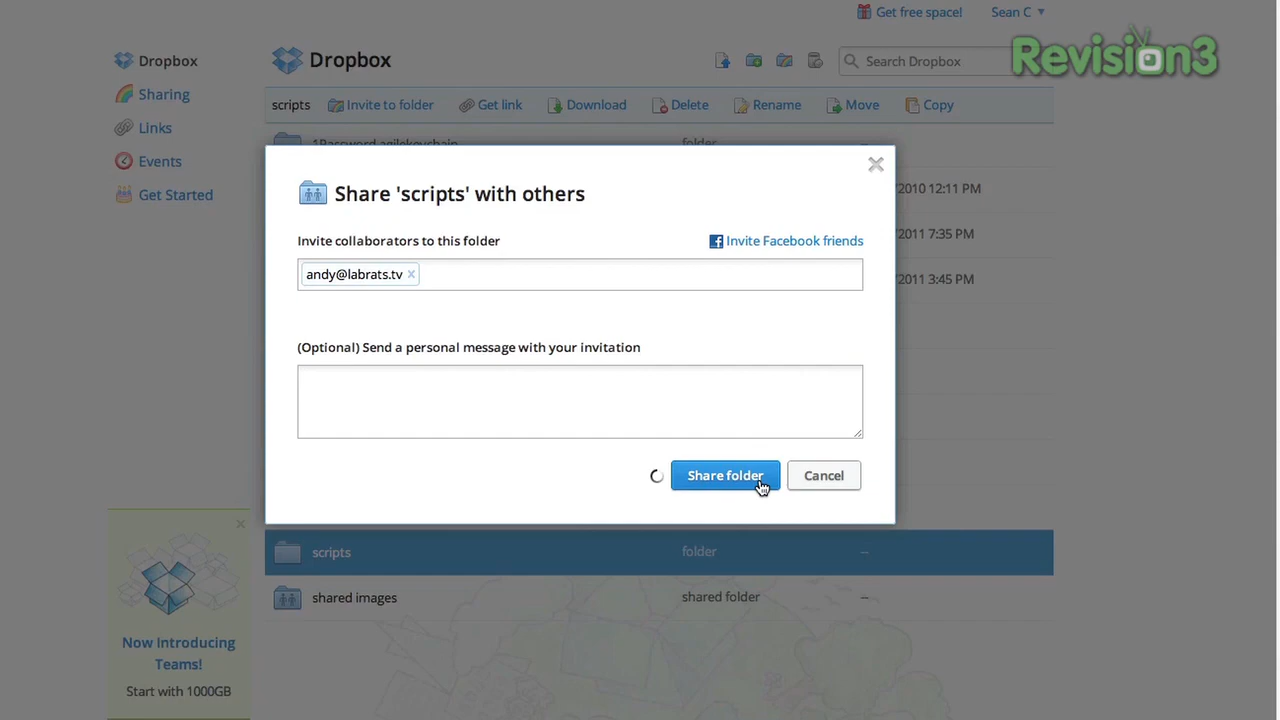 Get free space!
Sean C
Revision3
Dropbox
Sharing
Links
Events
Get Started
Dropbox
Search Dropbox
scripts
Invite to folder
Get link
Download
Delete
Rename
Move
Copy
1Password.agilekeychain
folder
2010 12:11 PM
2011 7:35 PM
2011 3:45 PM
Share 'scripts' with others
Invite collaborators to this folder
Invite Facebook friends
andy@labrats.tv
(Optional) Send a personal message with your invitation
Share folder
Cancel
scripts folder --
shared images shared folder --
Now Introducing
Teams!
Start with 1000GB